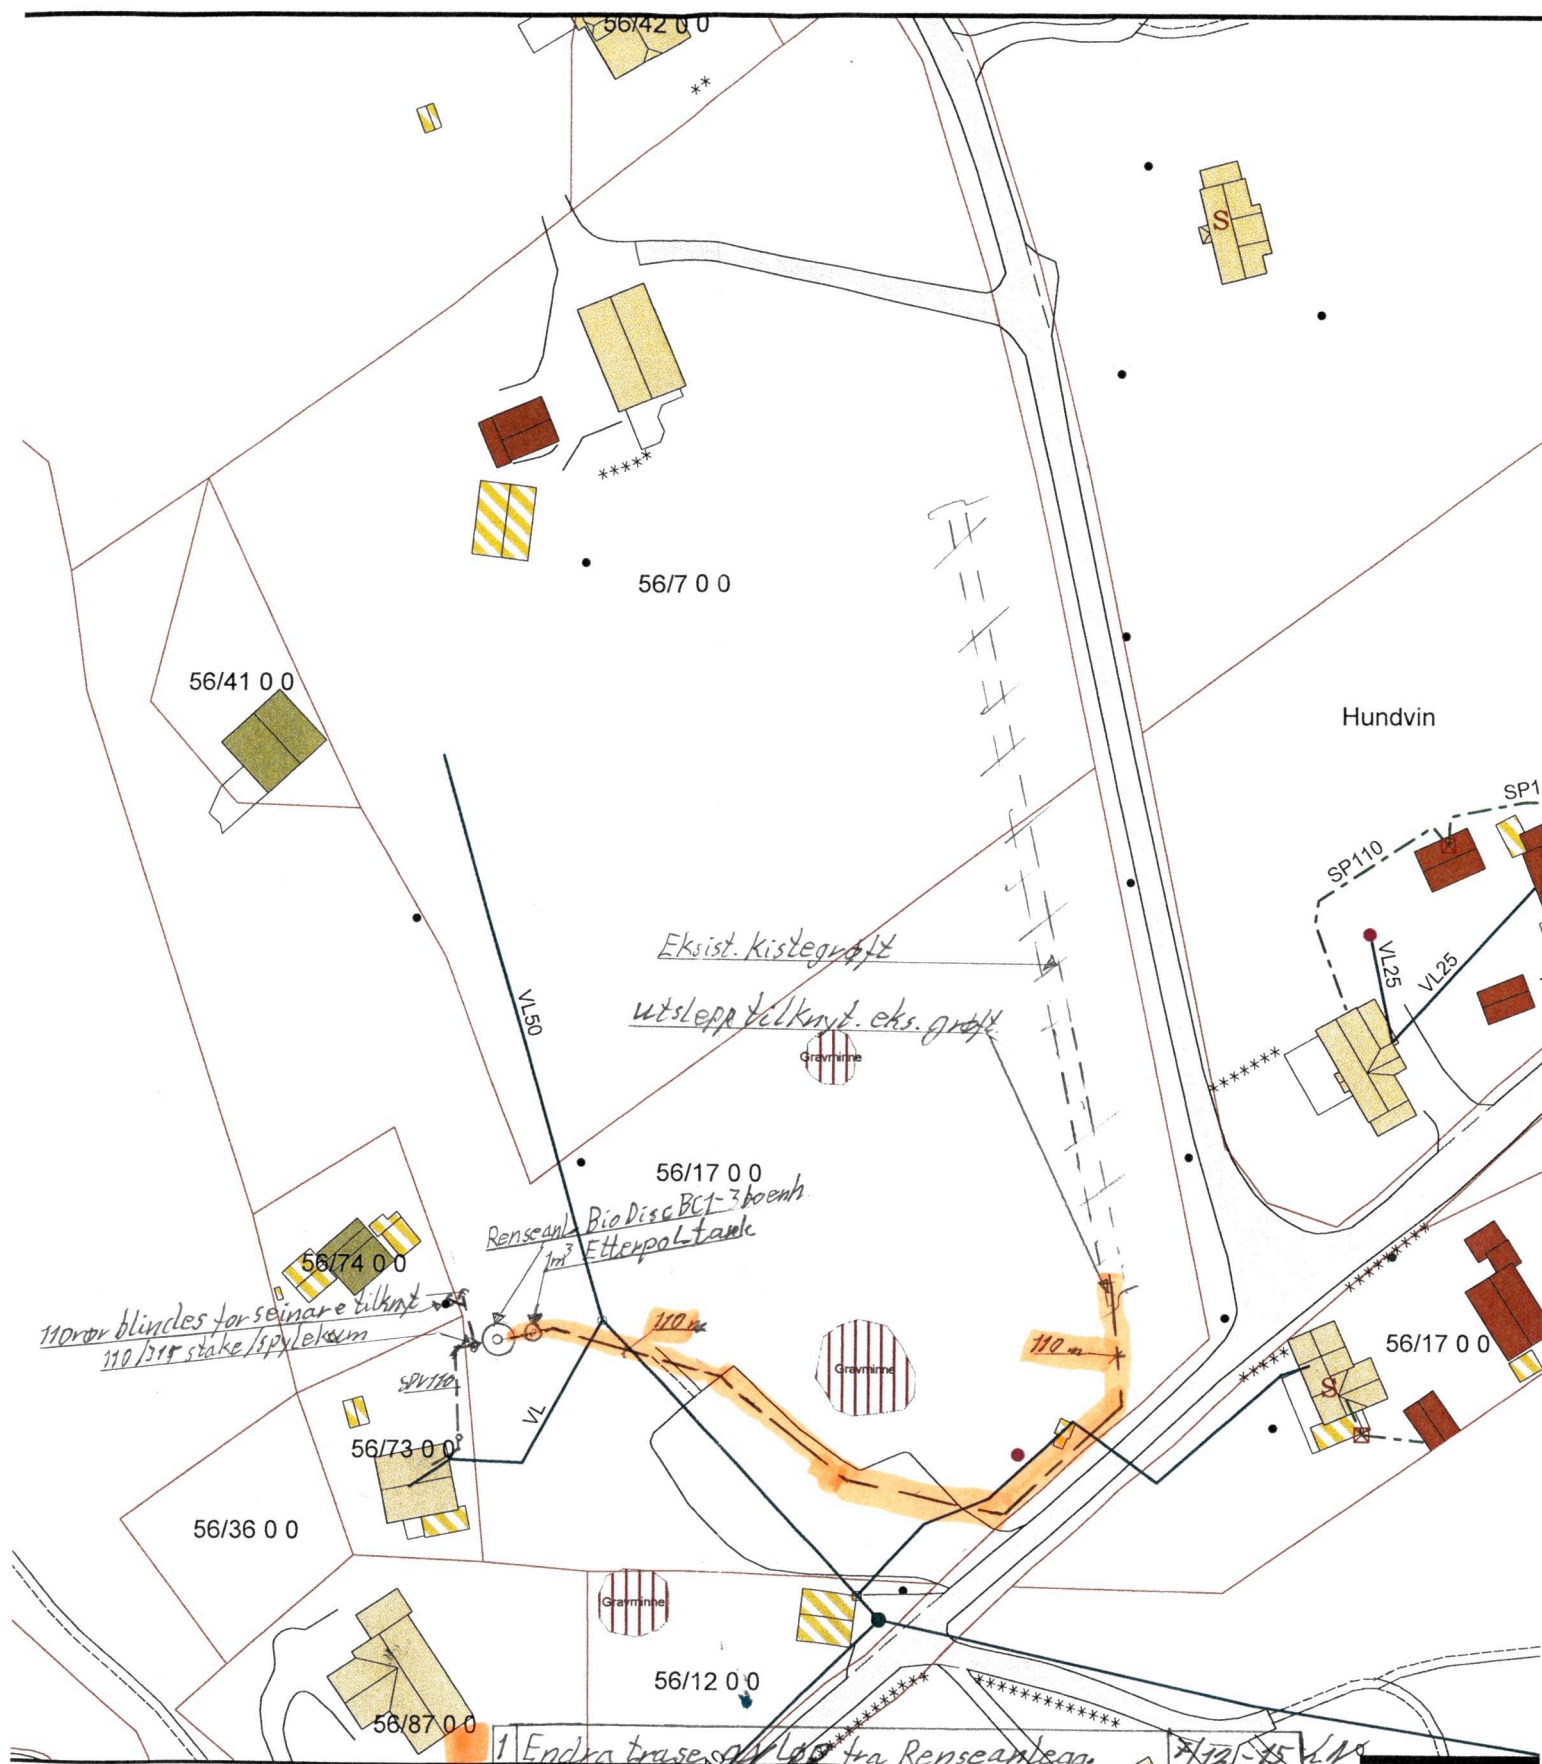 56/42 0 0
S
56/7 0 0
56/41 0 0
Hundvin
SP1
SP110
VL25
VL25
Eksist. kistegrøft
utslepp tilknyt. eks. grøft
VL50
Gravminne
56/17 0 0
Renseanl. BioDisc BC1-3 boenh.
1m³ Etterpol. tank
56/74 0 0
110 rør blindes for seinare tilknyt
110/315 stake/spylekum
110
110
Gravminne
56/17 0 0
SPV110
VL
S
56/73 0 0
56/36 0 0
Gravminne
56/12 0 0
56/87 0 0
1 Endra trase avløp fra Renseanlegg.